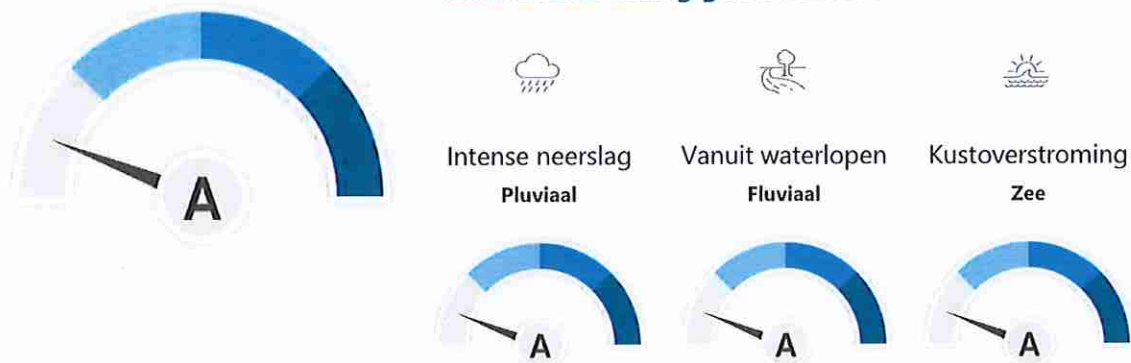 A
Intense neerslag
Pluviaal
A
Vanuit waterlopen
Fluviaal
A
Kustoverstroming
Zee
A